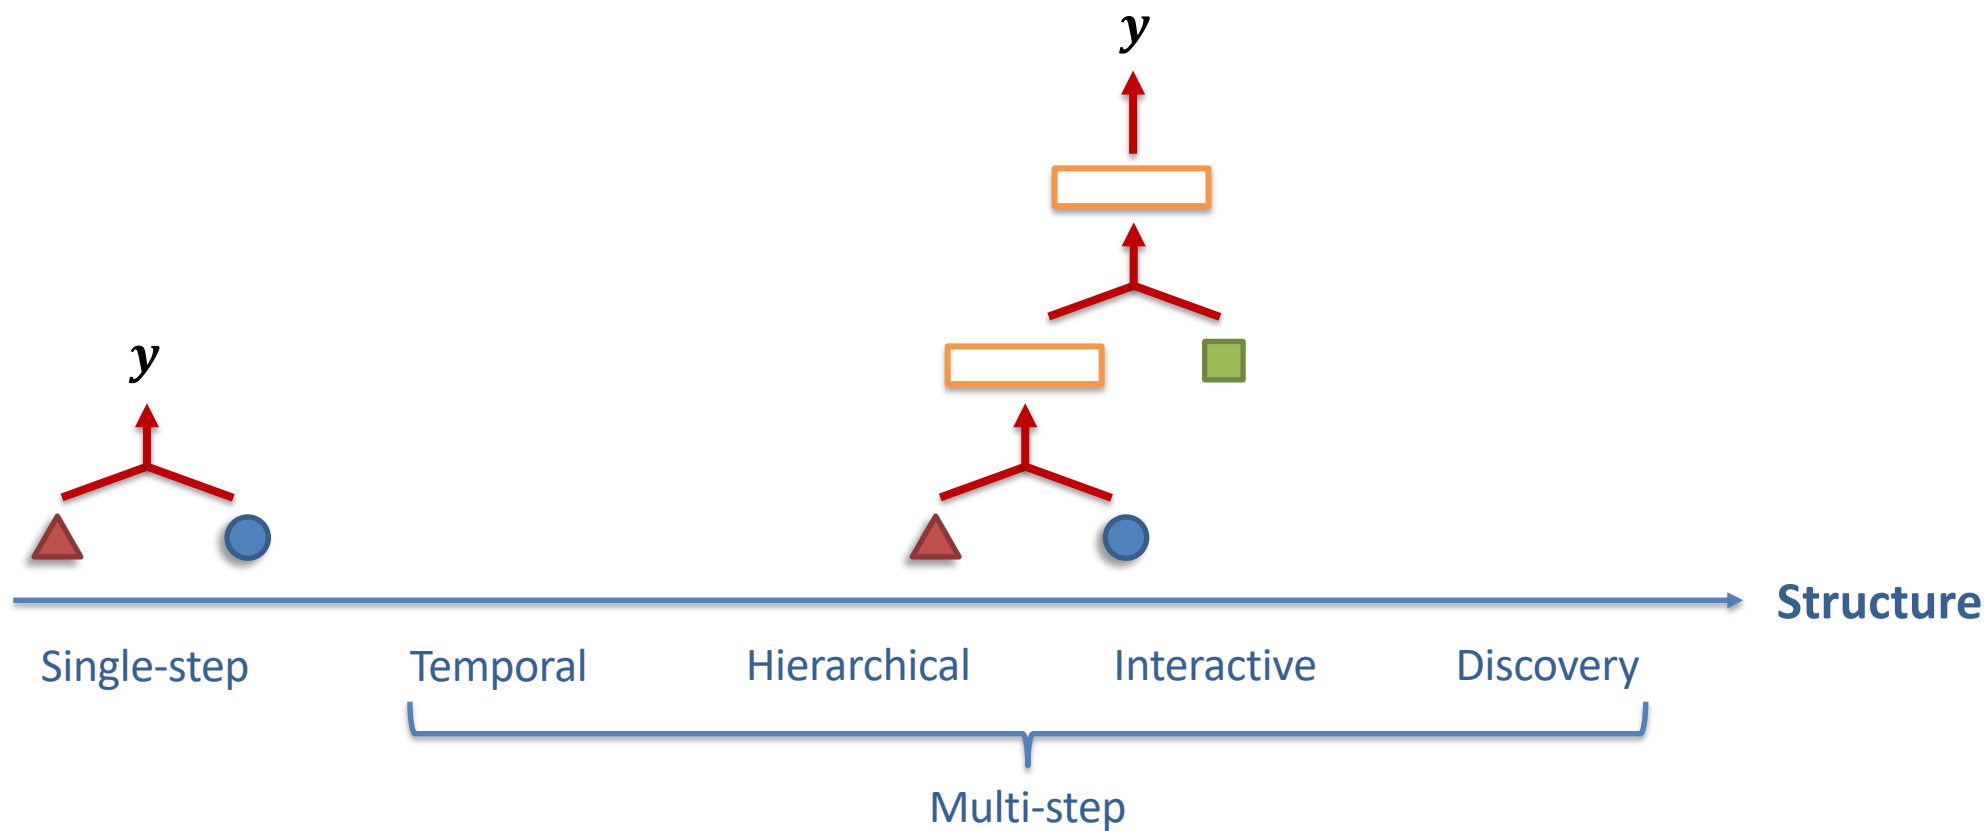 y
y
Structure
Single-step
Temporal
Hierarchical
Interactive
Discovery
Multi-step